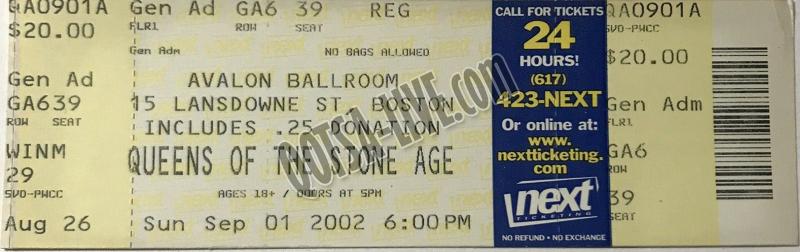 QA0901A
$20.00
Gen Ad
GA639
ROW SEAT
WINM
29
SVD-PWCC
Aug 26
Gen Ad GA6 39 REG
FLR1 ROW SEAT
Gen Adm NO BAGS ALLOWED
AVALON BALLROOM
15 LANSDOWNE ST. BOSTON
INCLUDES .25 DONATION
QUEENS OF THE STONE AGE
AGES 18+ / DOORS AT 5PM
Sun Sep 01 2002 6:00PM
QOTSA-LIVE.com
CALL FOR TICKETS
24
HOURS!
(617)
423-NEXT
Or online at:
www.
nextticketing.
com
next
TICKETING
NO REFUND • NO EXCHANGE
QA0901A
SVD-PWCC
$20.00
Gen Adm
FLR1
GA6
ROW
39
SEAT